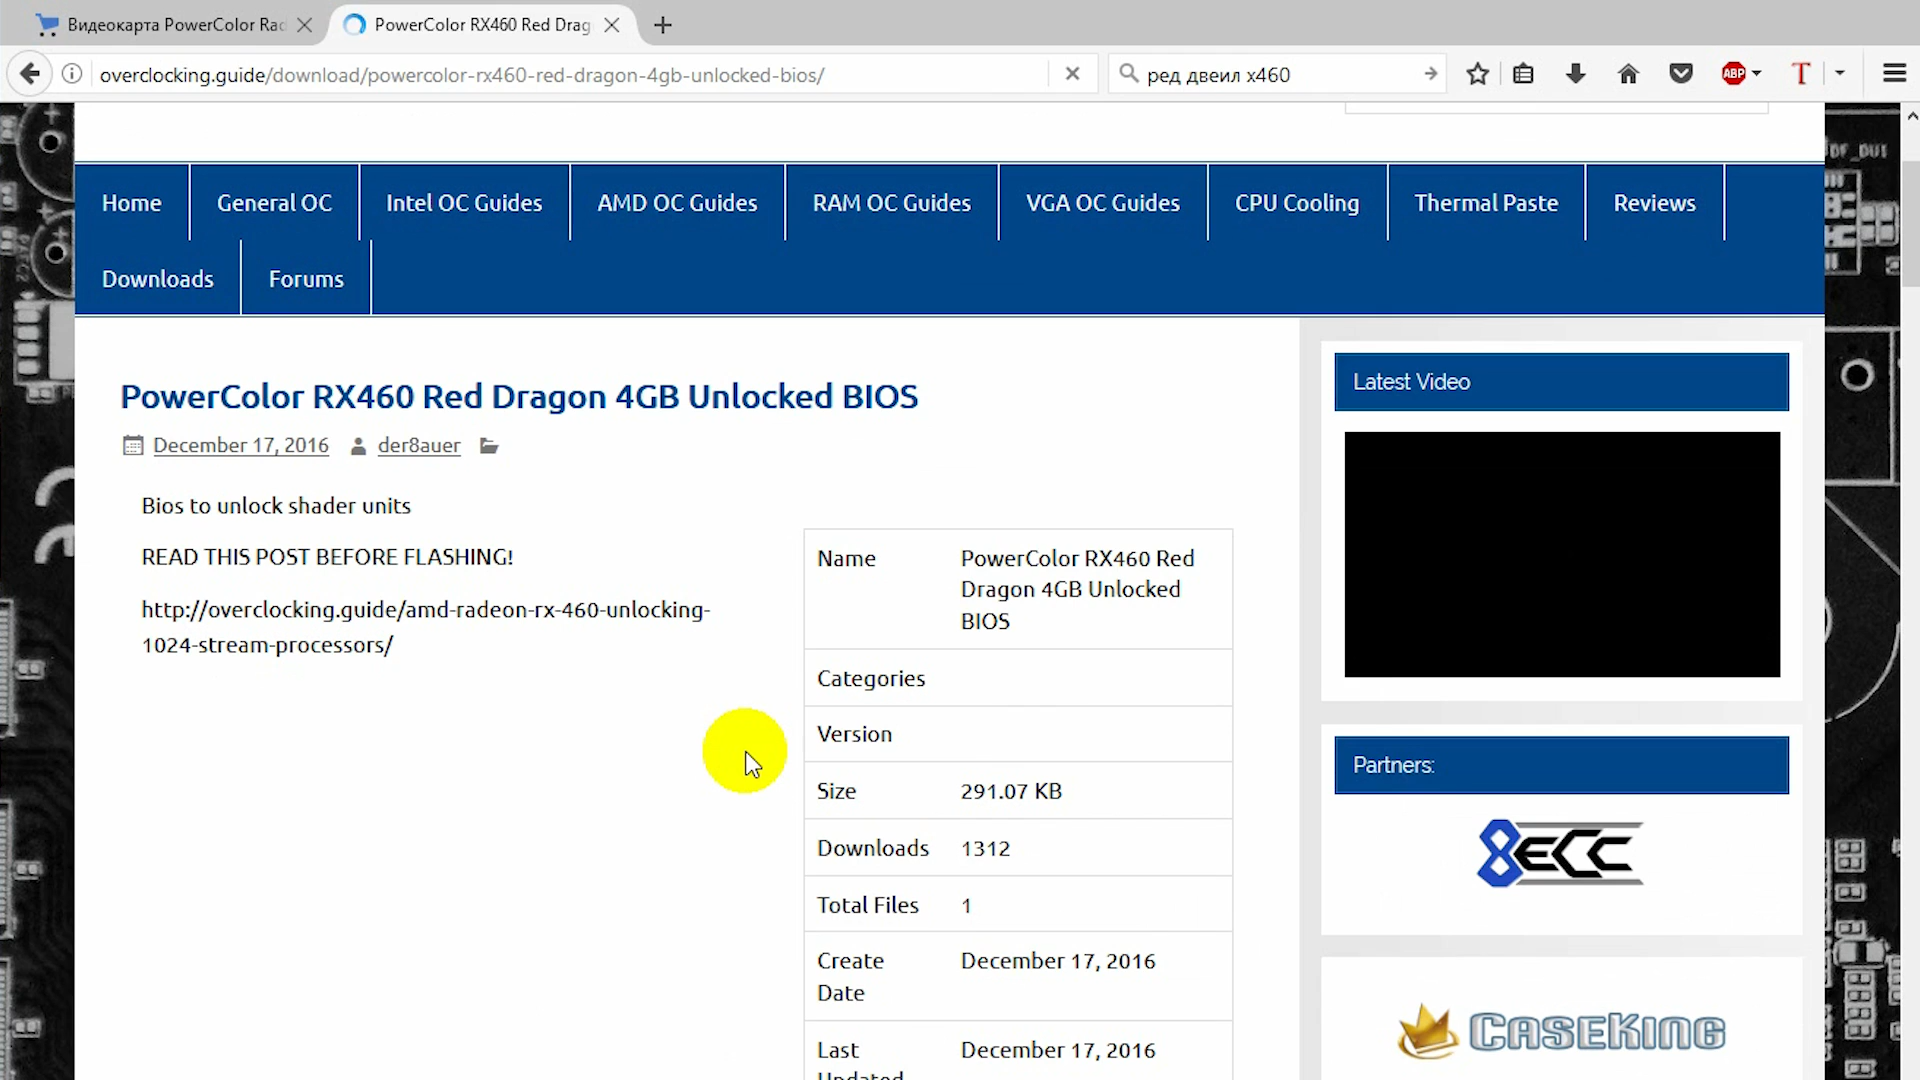 Видеокарта PowerColor Rad
PowerColor RX460 Red Drag
overclocking.guide/download/powercolor-rx460-red-dragon-4gb-unlocked-bios/
ред двеил x460
ABP
T
DF_DUI
Home
General OC
Intel OC Guides
AMD OC Guides
RAM OC Guides
VGA OC Guides
CPU Cooling
Thermal Paste
Reviews
Downloads
Forums
PowerColor RX460 Red Dragon 4GB Unlocked BIOS
December 17, 2016
der8auer
Bios to unlock shader units
READ THIS POST BEFORE FLASHING!
http://overclocking.guide/amd-radeon-rx-460-unlocking-
1024-stream-processors/
Name
PowerColor RX460 Red
Dragon 4GB Unlocked
BIOS
Categories
Version
Size
291.07 KB
Downloads
1312
Total Files
1
Create
Date
December 17, 2016
Last
Updated
December 17, 2016
Latest Video
Partners:
8ECC
CASEKING